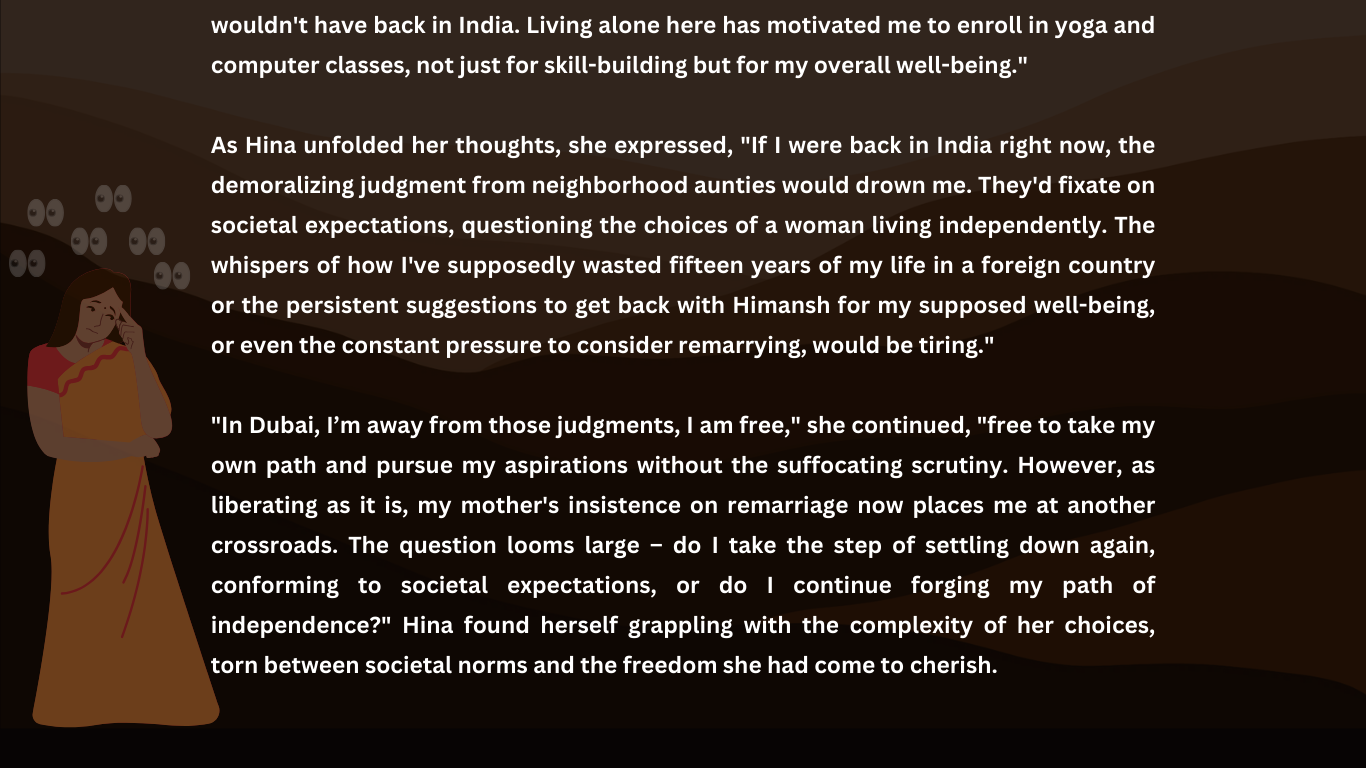 wouldn't have back in India. Living alone here has motivated me to enroll in yoga and
computer classes, not just for skill-building but for my overall well-being."
As Hina unfolded her thoughts, she expressed, "If I were back in India right now, the
demoralizing judgment from neighborhood aunties would drown me. They'd fixate on
societal expectations, questioning the choices of a woman living independently. The
whispers of how I've supposedly wasted fifteen years of my life in a foreign country
or the persistent suggestions to get back with Himansh for my supposed well-being,
or even the constant pressure to consider remarrying, would be tiring."
"In Dubai, I’m away from those judgments, I am free," she continued, "free to take my
own path and pursue my aspirations without the suffocating scrutiny. However, as
liberating as it is, my mother's insistence on remarriage now places me at another
crossroads. The question looms large – do I take the step of settling down again,
conforming to societal expectations, or do I continue forging my path of
independence?" Hina found herself grappling with the complexity of her choices,
torn between societal norms and the freedom she had come to cherish.